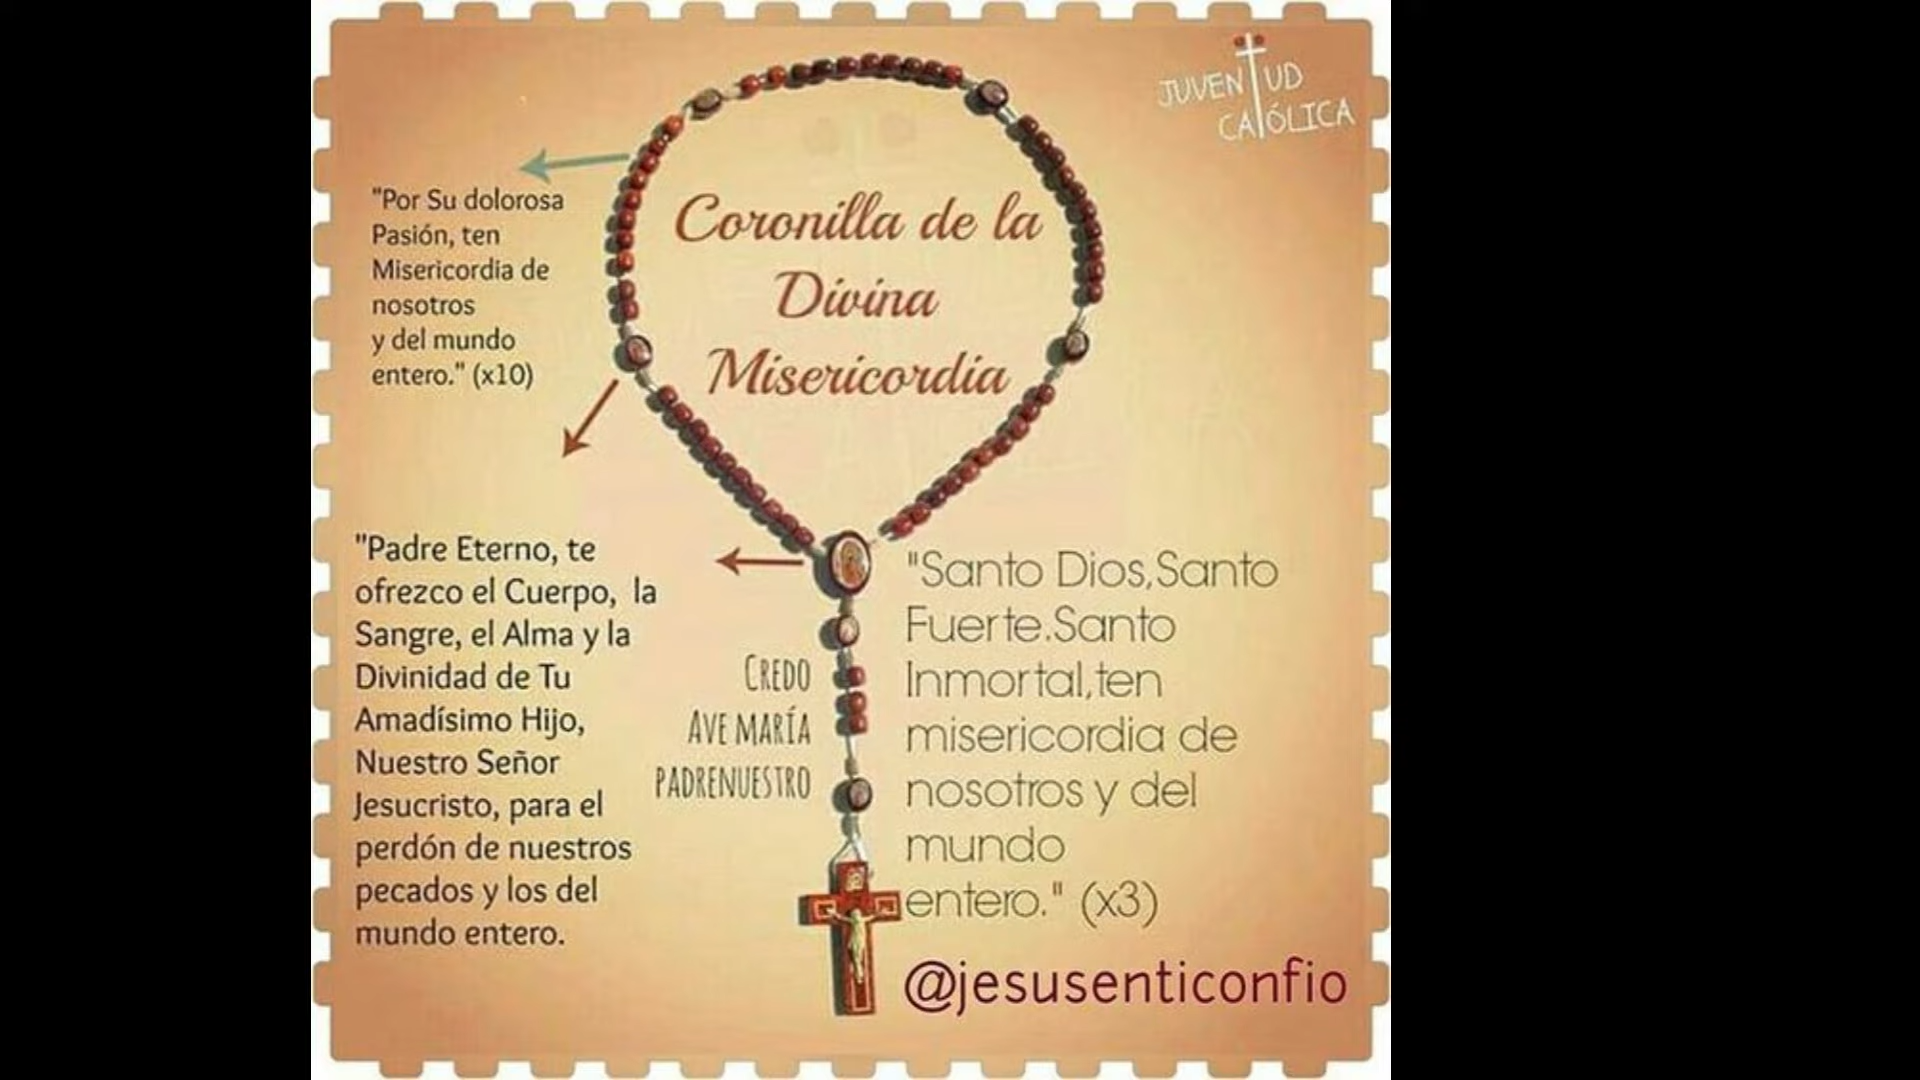 JUVENTUD
CATÓLICA
"Por Su dolorosa
Pasión, ten
Misericordia de
nosotros
y del mundo
entero." (x10)
Coronilla de la
Divina
Misericordia
"Padre Eterno, te
ofrezco el Cuerpo, la
Sangre, el Alma y la
Divinidad de Tu
Amadísimo Hijo,
Nuestro Señor
Jesucristo, para el
perdón de nuestros
pecados y los del
mundo entero.
CREDO
AVE MARÍA
PADRENUESTRO
"Santo Dios,Santo
Fuerte.Santo
Inmortal,ten
misericordia de
nosotros y del
mundo
entero." (x3)
@jesusenticonfio